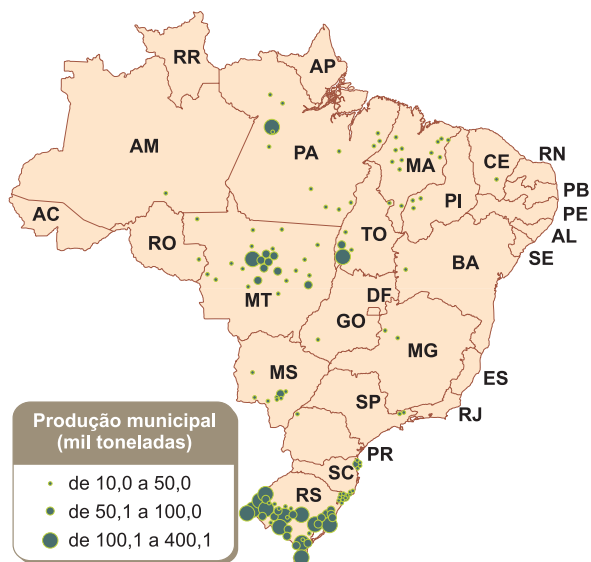 RR
AP
AM
PA
MA
CE
RN
PB
PE
AL
SE
PI
AC
RO
TO
BA
MT
DF
GO
MG
ES
MS
SP
RJ
PR
SC
RS
Produção municipal
(mil toneladas)
de 10,0 a 50,0
de 50,1 a 100,0
de 100,1 a 400,1